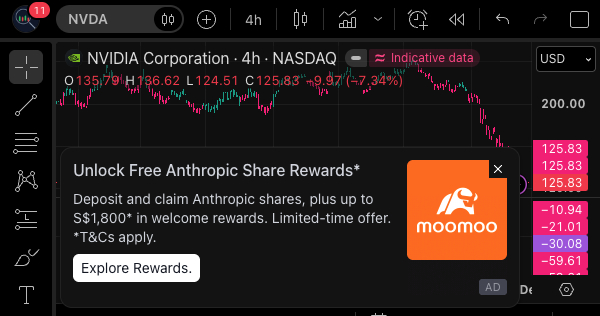 11
NVDA
4h
NVIDIA Corporation · 4h · NASDAQ
Indicative data
O135.79 H136.62 L124.51 C125.83 −9.97 (−7.34%)
USD
200.00
125.83
125.83
125.83
−10.94
−21.01
−30.08
−59.61
Unlock Free Anthropic Share Rewards*
Deposit and claim Anthropic shares, plus up to
S$1,800* in welcome rewards. Limited-time offer.
*T&Cs apply.
Explore Rewards.
moomoo
AD
De